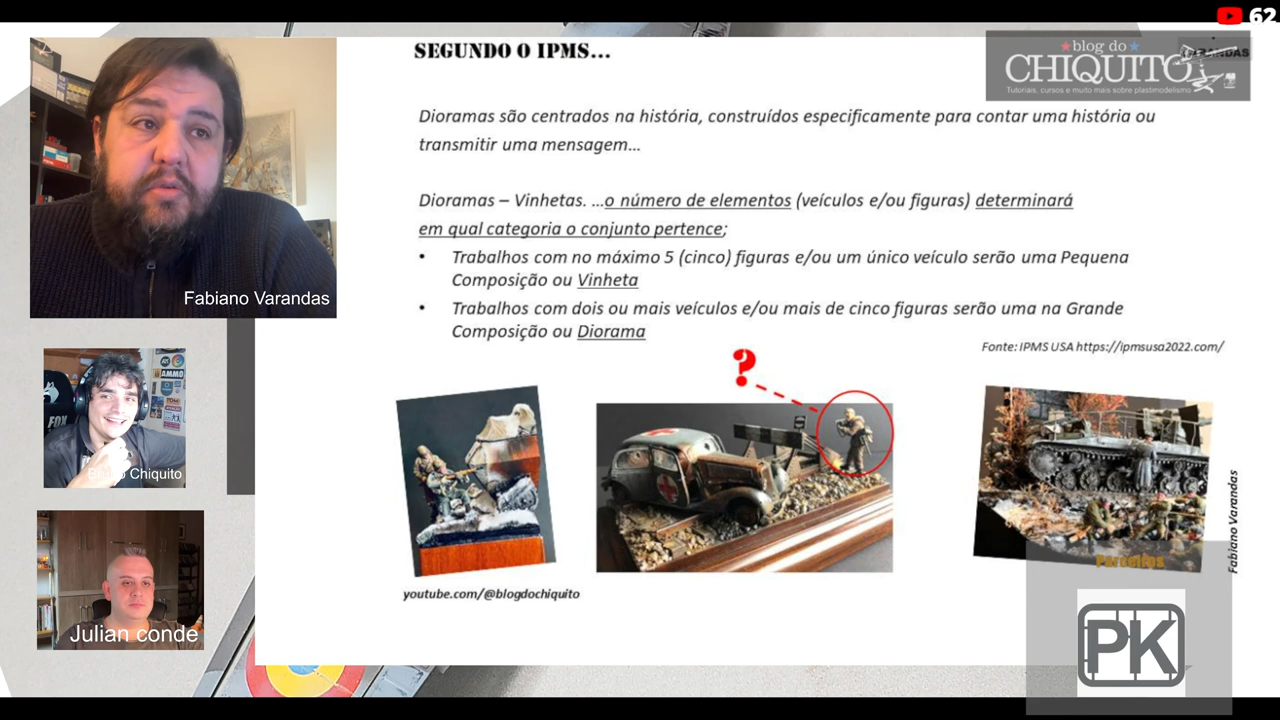 62
SEGUNDO O IPMS...
blog do
CHIQUITO
Tutoriais, cursos e muito mais sobre plastimodelismo
Dioramas são centrados na história, construídos especificamente para contar uma história ou
transmitir uma mensagem...
Dioramas – Vinhetas. ...o número de elementos (veículos e/ou figuras) determinará
em qual categoria o conjunto pertence;
• Trabalhos com no máximo 5 (cinco) figuras e/ou um único veículo serão uma Pequena
Composição ou Vinheta
• Trabalhos com dois ou mais veículos e/ou mais de cinco figuras serão uma na Grande
Composição ou Diorama
Fonte: IPMS USA https://ipmsusa2022.com/
?
Fabiano Varandas
AMMO
FOX
Chiquito
Julian conde
youtube.com/@blogdochiquito
Fabiano Varandas
Parceiros
PK